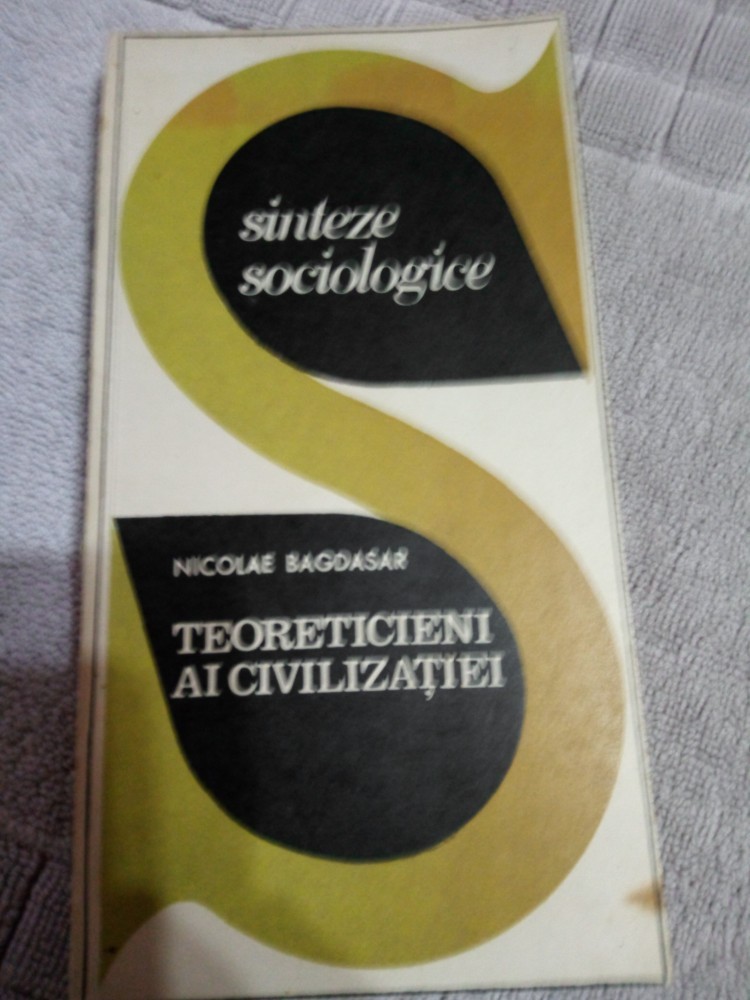 sinteze
sociologice
NICOLAE BAGDASAR
TEORETICIENI
AI CIVILIZAȚIEI